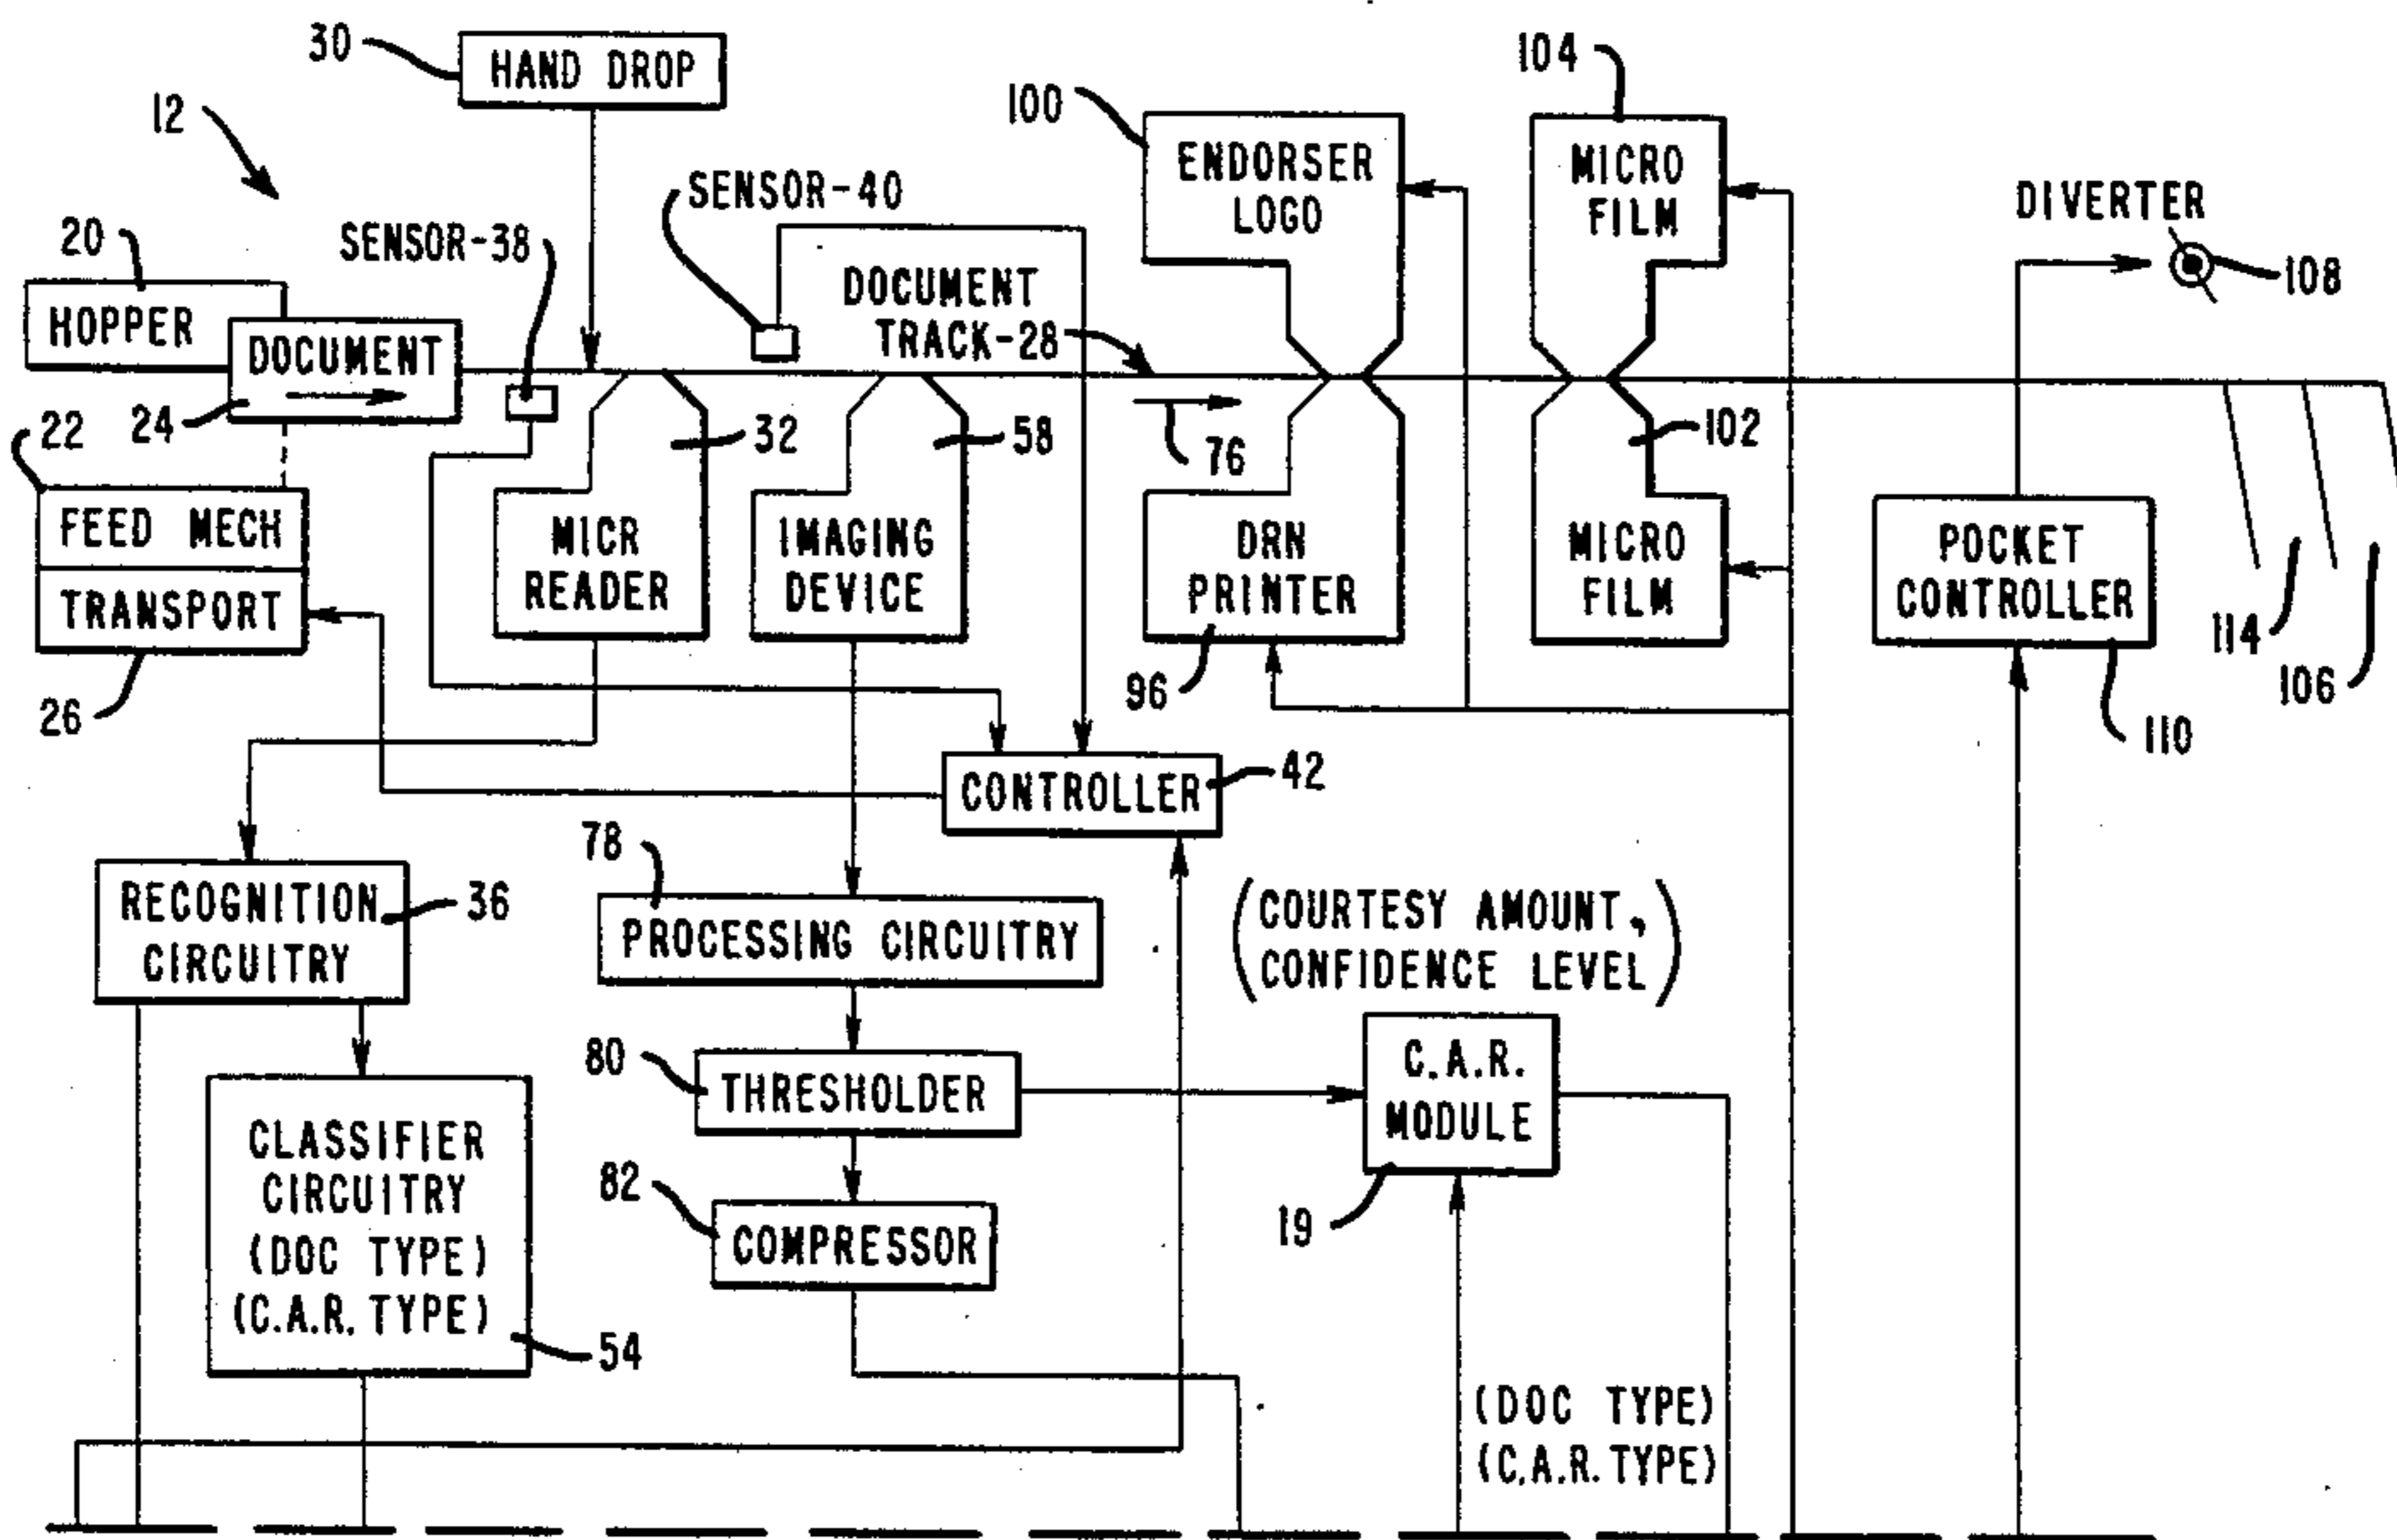 30
HAND DROP
12
104
100
ENDORSER
LOGO
MICRO
FILM
SENSOR-40
DIVERTER
108
20
SENSOR-38
HOPPER
DOCUMENT
TRACK-28
DOCUMENT
24
22
32
58
76
102
FEED MECH
TRANSPORT
26
MICR
READER
IMAGING
DEVICE
DRN
PRINTER
96
MICRO
FILM
POCKET
CONTROLLER
114
106
110
CONTROLLER
42
78
RECOGNITION
CIRCUITRY
36
PROCESSING CIRCUITRY
(COURTESY AMOUNT,
CONFIDENCE LEVEL)
80
THRESHOLDER
C.A.R.
MODULE
19
CLASSIFIER
CIRCUITRY
(DOC TYPE)
(C.A.R. TYPE)
54
82
COMPRESSOR
(DOC TYPE)
(C.A.R. TYPE)